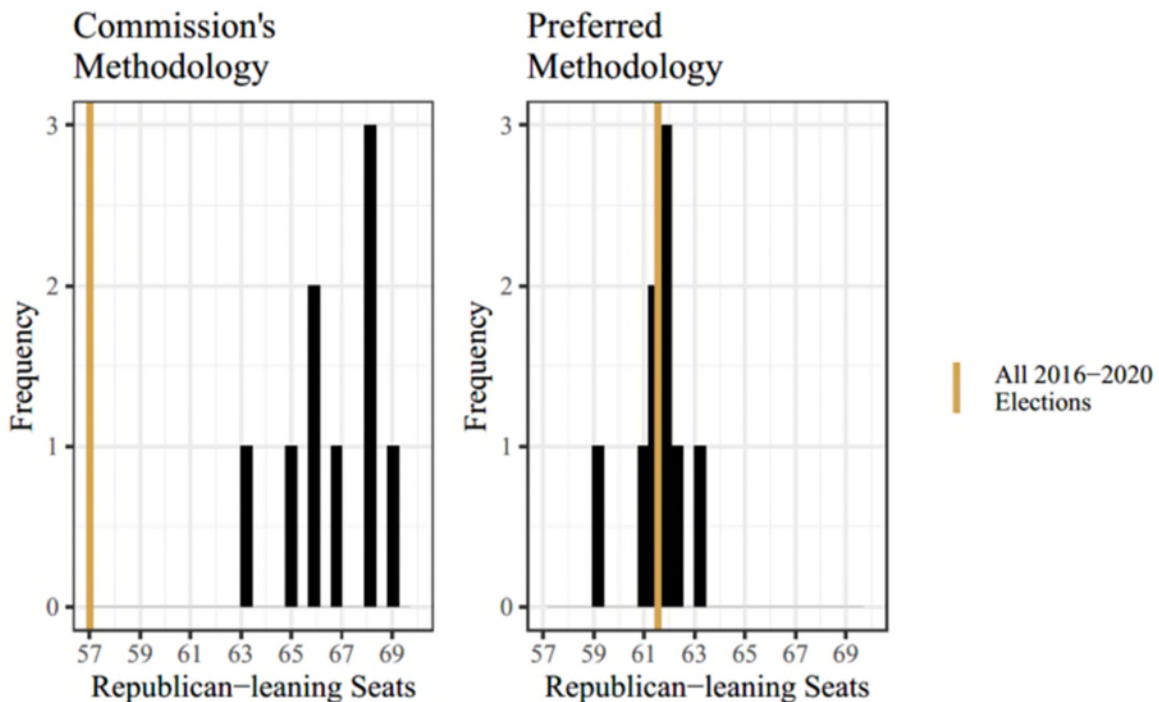 Commission's
Methodology
Preferred
Methodology
Frequency
3
2
1
0
57 59 61 63 65 67 69
Republican−leaning Seats
Frequency
3
2
1
0
57 59 61 63 65 67 69
Republican−leaning Seats
All 2016−2020
Elections